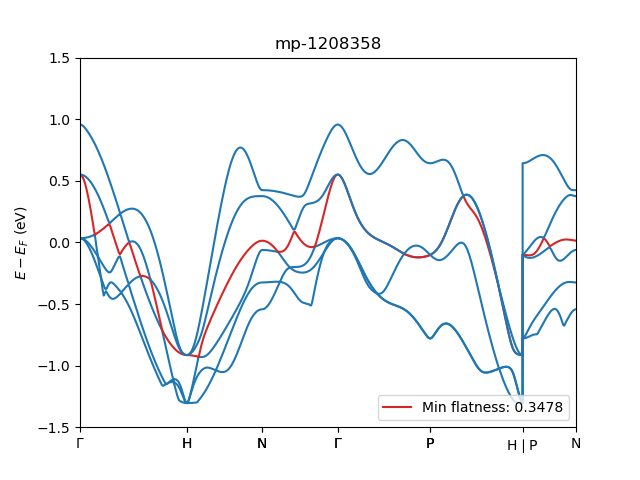 mp-1208358
E − E_F (eV)
1.5
1.0
0.5
0.0
−0.5
−1.0
−1.5
Min flatness: 0.3478
Γ H N Γ P H | P N